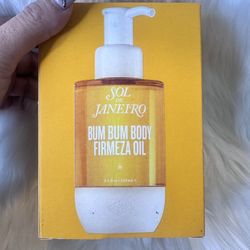 SOL
DE
JANEIRO
BUM BUM BODY
FIRMEZA OIL